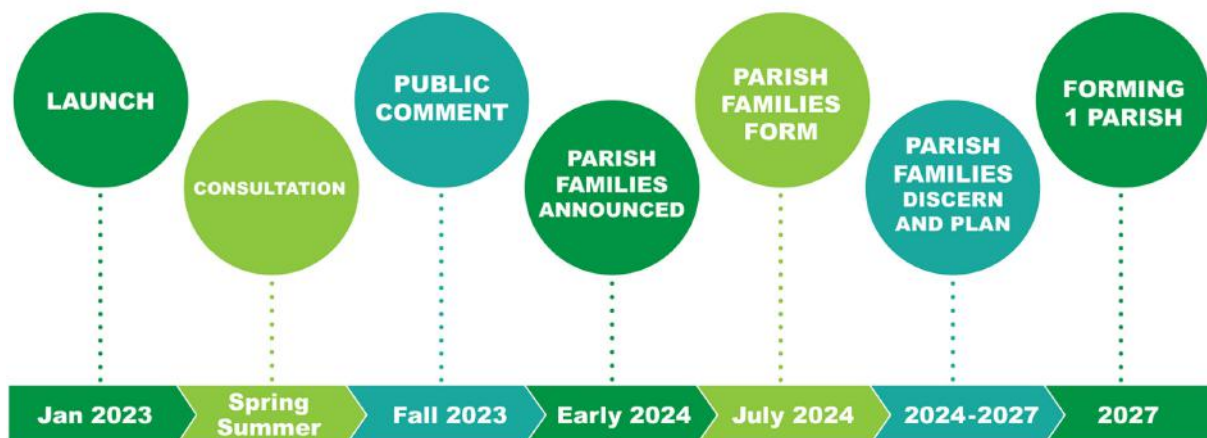 LAUNCH
CONSULTATION
PUBLIC
COMMENT
PARISH
FAMILIES
ANNOUNCED
PARISH
FAMILIES
FORM
PARISH
FAMILIES
DISCERN
AND PLAN
FORMING
1 PARISH
Jan 2023
Spring
Summer
Fall 2023
Early 2024
July 2024
2024-2027
2027